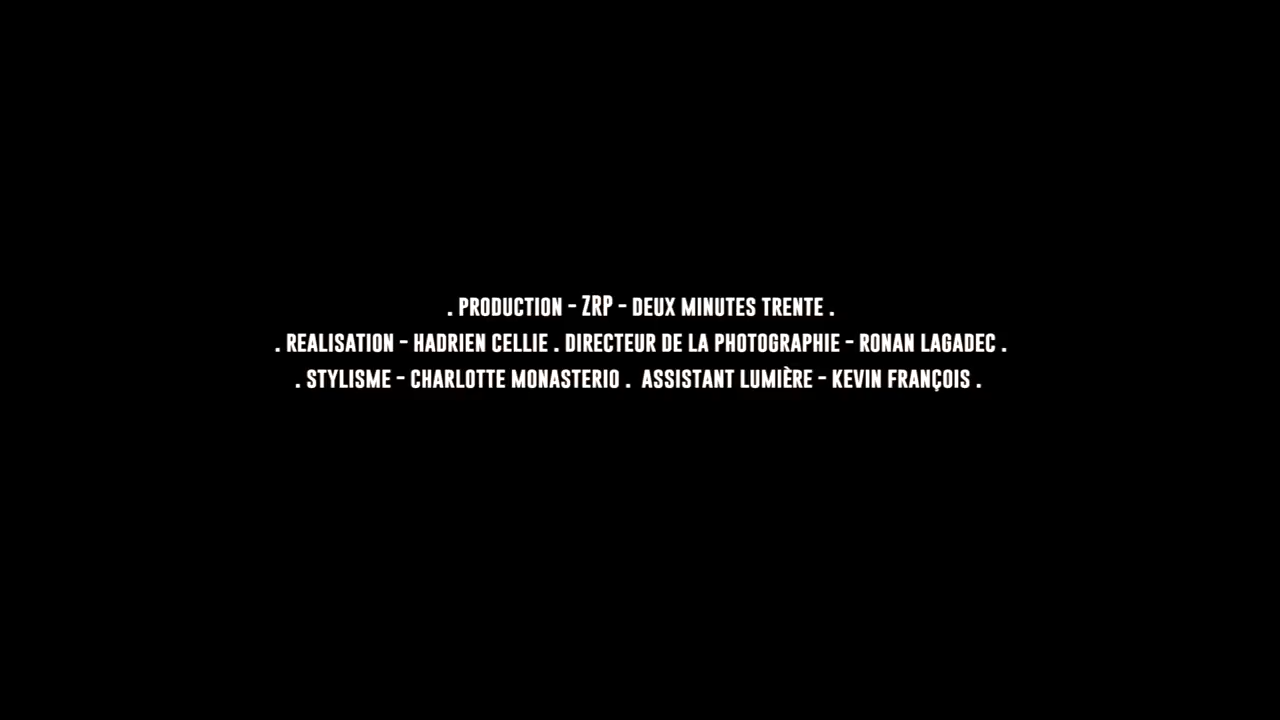 . PRODUCTION - ZRP - DEUX MINUTES TRENTE .
. REALISATION - HADRIEN CELLIE . DIRECTEUR DE LA PHOTOGRAPHIE - RONAN LAGADEC .
. STYLISME - CHARLOTTE MONASTERIO . ASSISTANT LUMIÈRE - KEVIN FRANÇOIS .